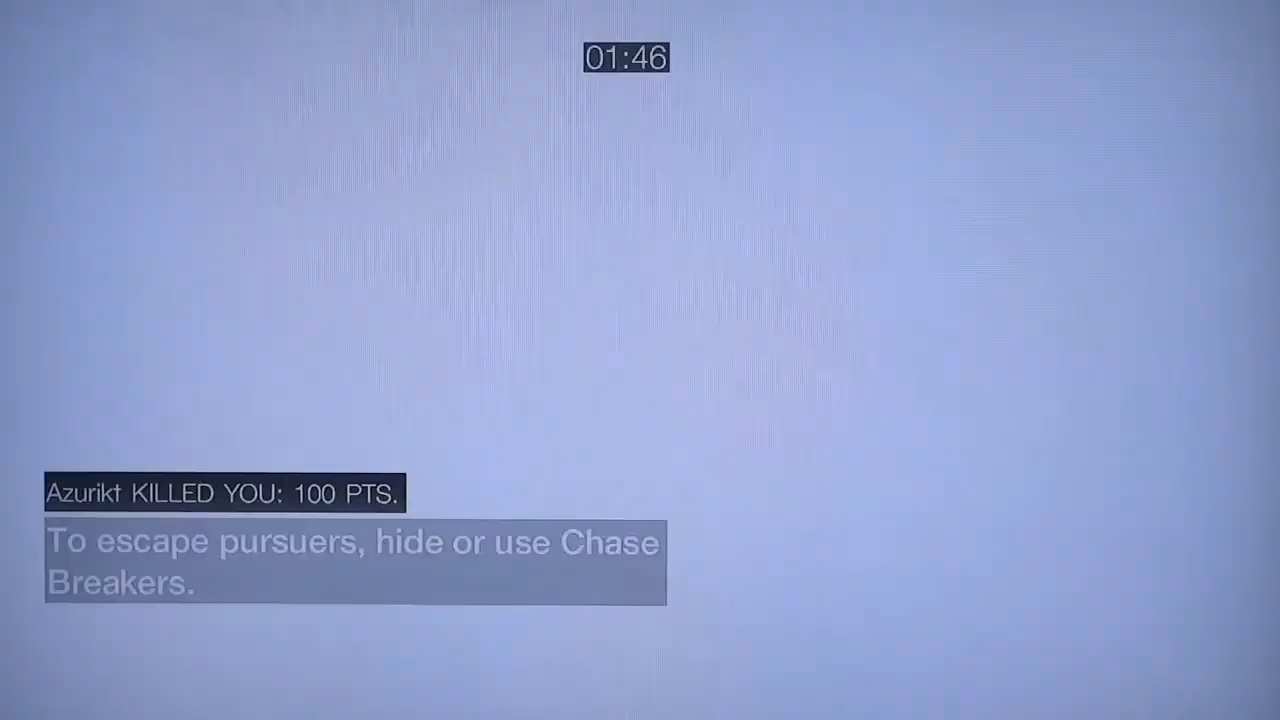 01:46
Azurikt KILLED YOU: 100 PTS.
To escape pursuers, hide or use Chase
Breakers.